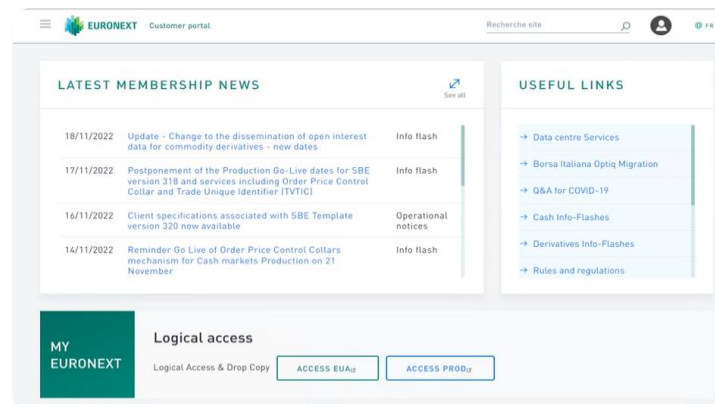 EURONEXT Customer portal
Recherche site
FR
LATEST MEMBERSHIP NEWS
See all
18/11/2022 Update - Change to the dissemination of open interest Info flash
data for commodity derivatives - new dates
17/11/2022 Postponement of the Production Go-Live dates for SBE Info flash
version 318 and services including Order Price Control
Collar and Trade Unique Identifier (TVTIC)
16/11/2022 Client specifications associated with SBE Template Operational
version 320 now available notices
14/11/2022 Reminder Go Live of Order Price Control Collars Info flash
mechanism for Cash markets Production on 21
November
USEFUL LINKS
→ Data centre Services
→ Borsa Italiana Optiq Migration
→ Q&A for COVID-19
→ Cash Info-Flashes
→ Derivatives Info-Flashes
→ Rules and regulations
MY
EURONEXT
Logical access
Logical Access & Drop Copy ACCESS EUA ACCESS PROD